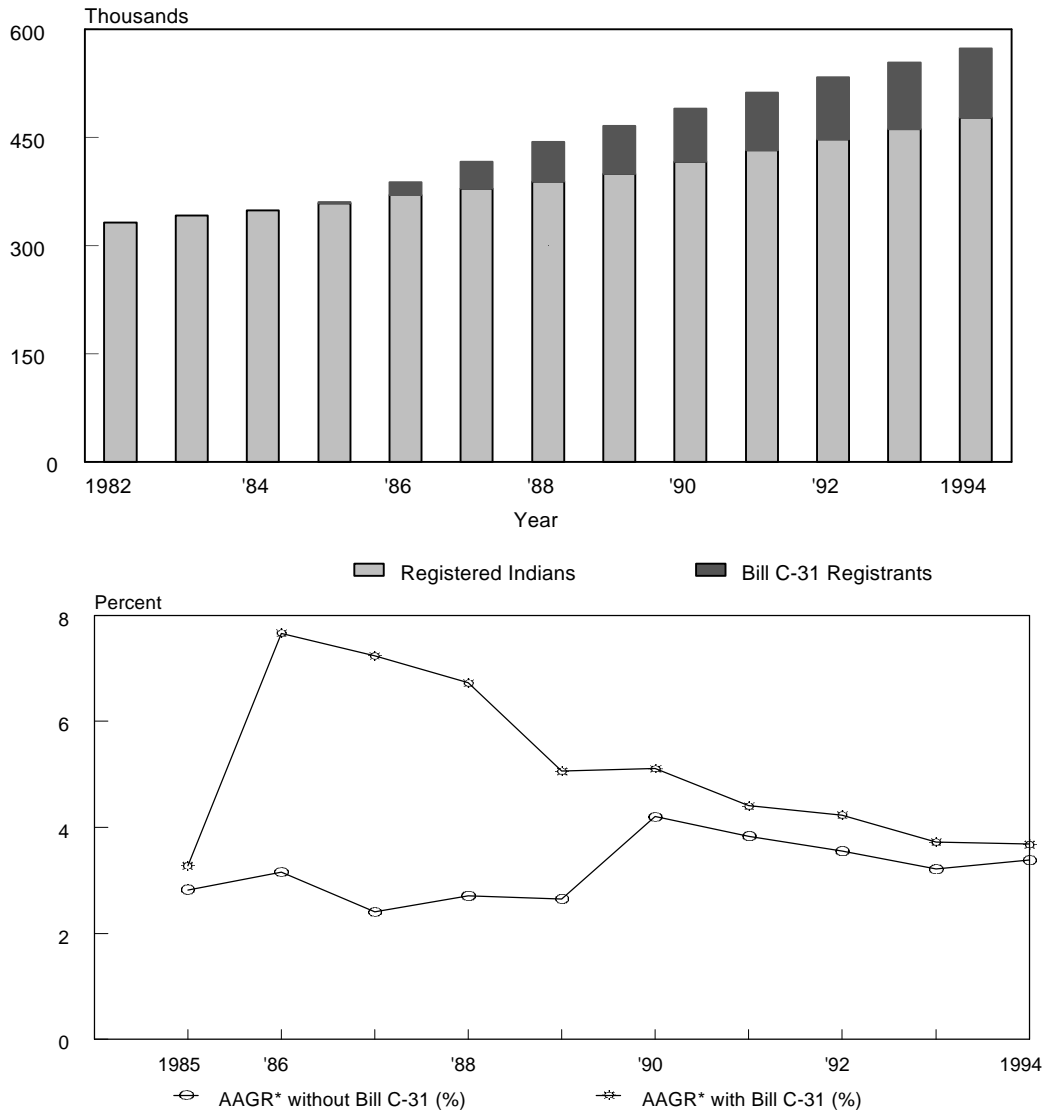 Thousands
600
450
300
150
0
1982 '84 '86 '88 '90 '92 1994
Year
Registered Indians Bill C-31 Registrants
Percent
8
6
4
2
0
1985 '86 '88 '90 '92 1994
AAGR* without Bill C-31 (%) AAGR* with Bill C-31 (%)